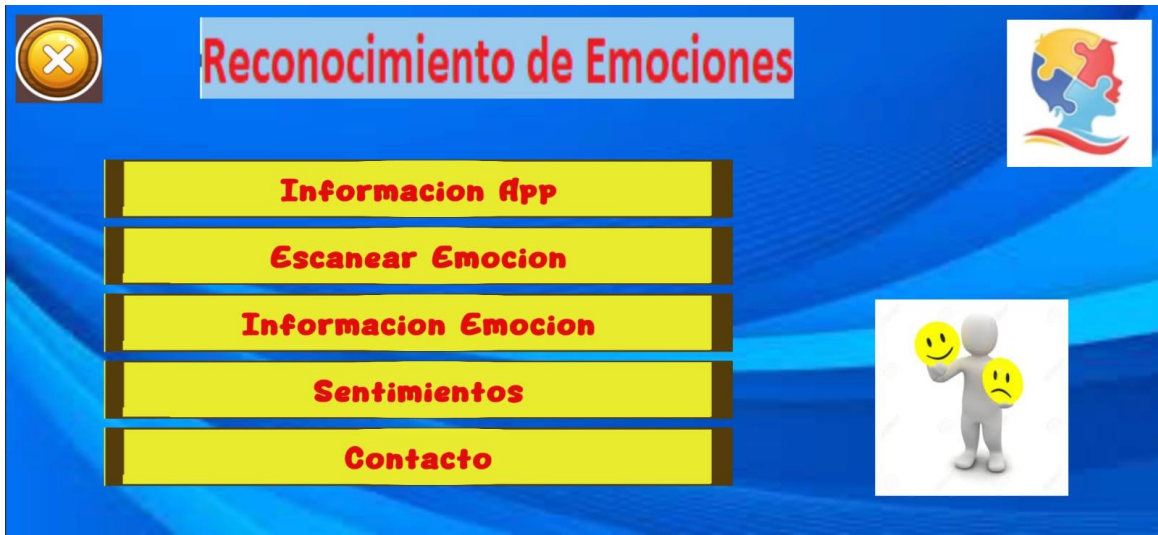 Reconocimiento de Emociones
Informacion App
Escanear Emocion
Informacion Emocion
Sentimientos
Contacto